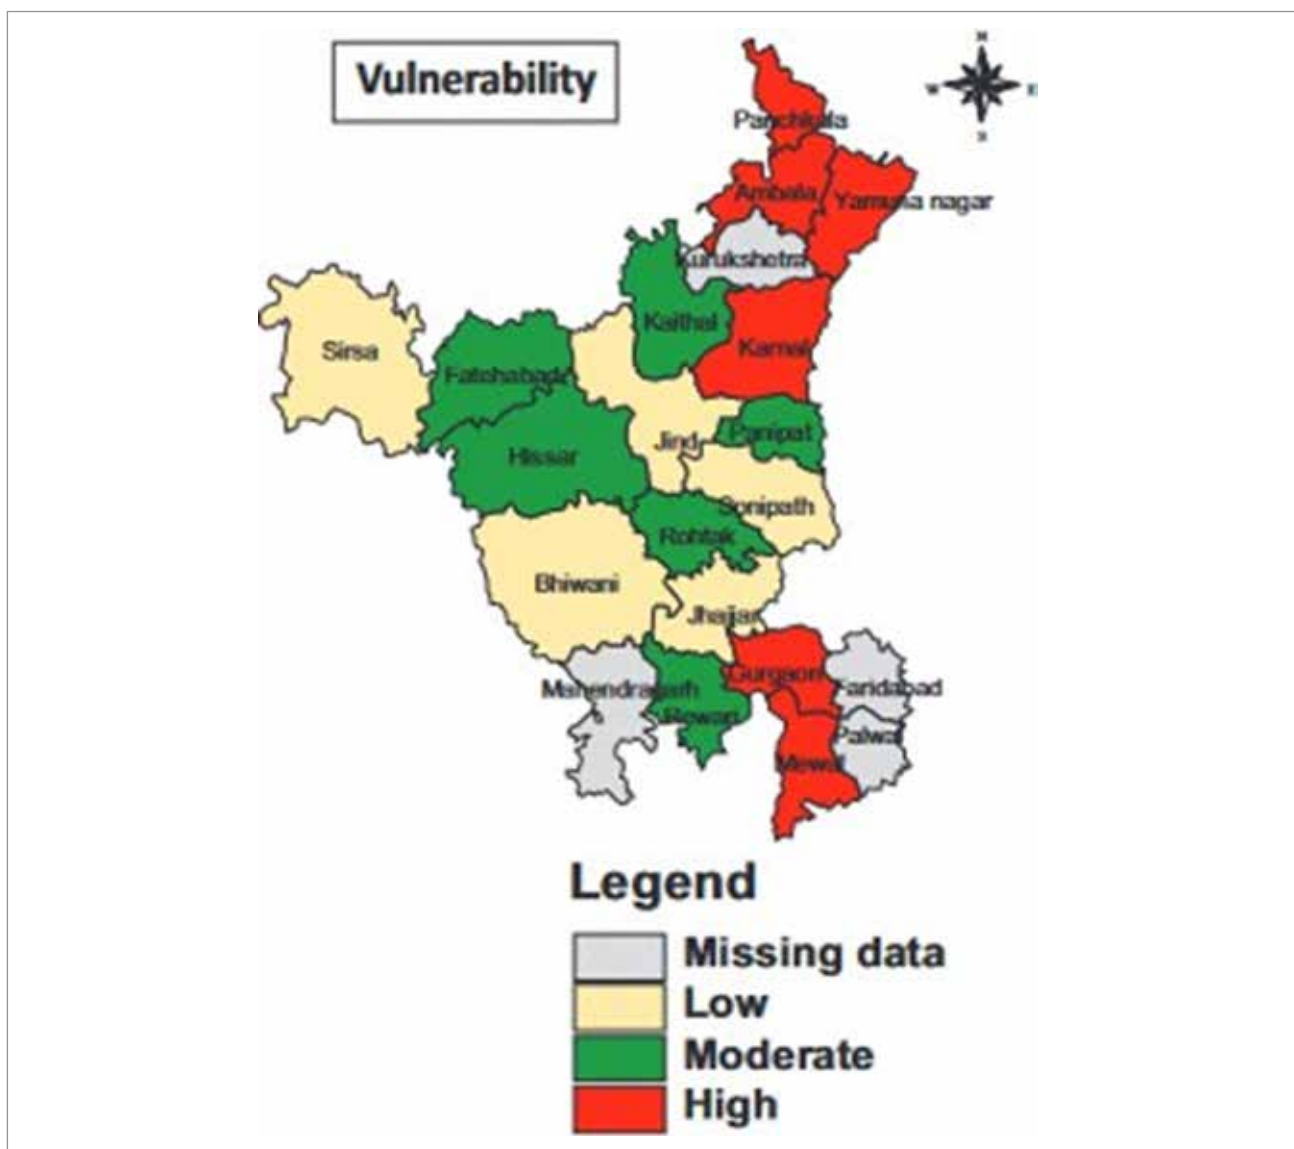 Vulnerability
N
W
E
S
Panchkula
Ambala
Yamuna nagar
Kurukshetra
Kaithal
Karnal
Sirsa
Fatehabad
Jind
Panipat
Hissar
Sonipath
Rohtak
Bhiwani
Jhajjar
Gurgaon
Mahendragarh
Faridabad
Rewari
Palwal
Mewat
Legend
Missing data
Low
Moderate
High